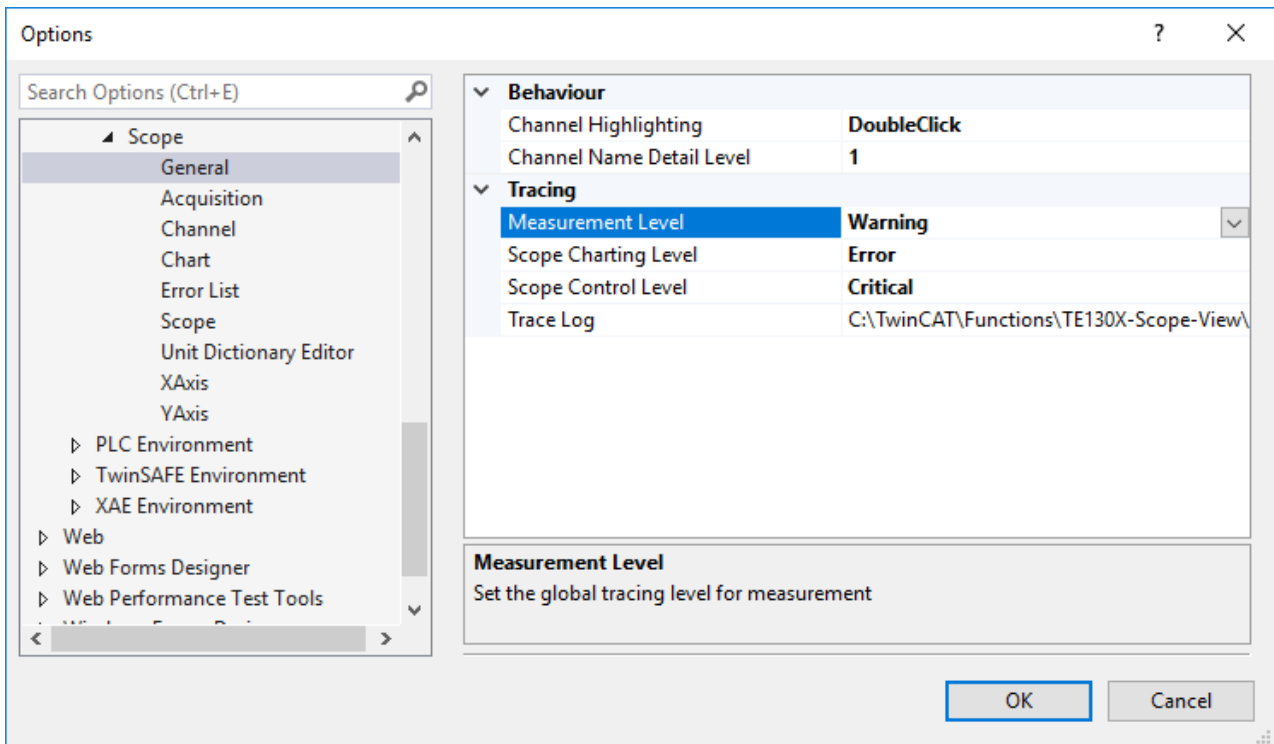 Options
?
Search Options (Ctrl+E)
Scope
General
Acquisition
Channel
Chart
Error List
Scope
Unit Dictionary Editor
XAxis
YAxis
PLC Environment
TwinSAFE Environment
XAE Environment
Web
Web Forms Designer
Web Performance Test Tools
Behaviour
Channel Highlighting DoubleClick
Channel Name Detail Level 1
Tracing
Measurement Level Warning
Scope Charting Level Error
Scope Control Level Critical
Trace Log C:\TwinCAT\Functions\TE130X-Scope-View\
Measurement Level
Set the global tracing level for measurement
OK Cancel